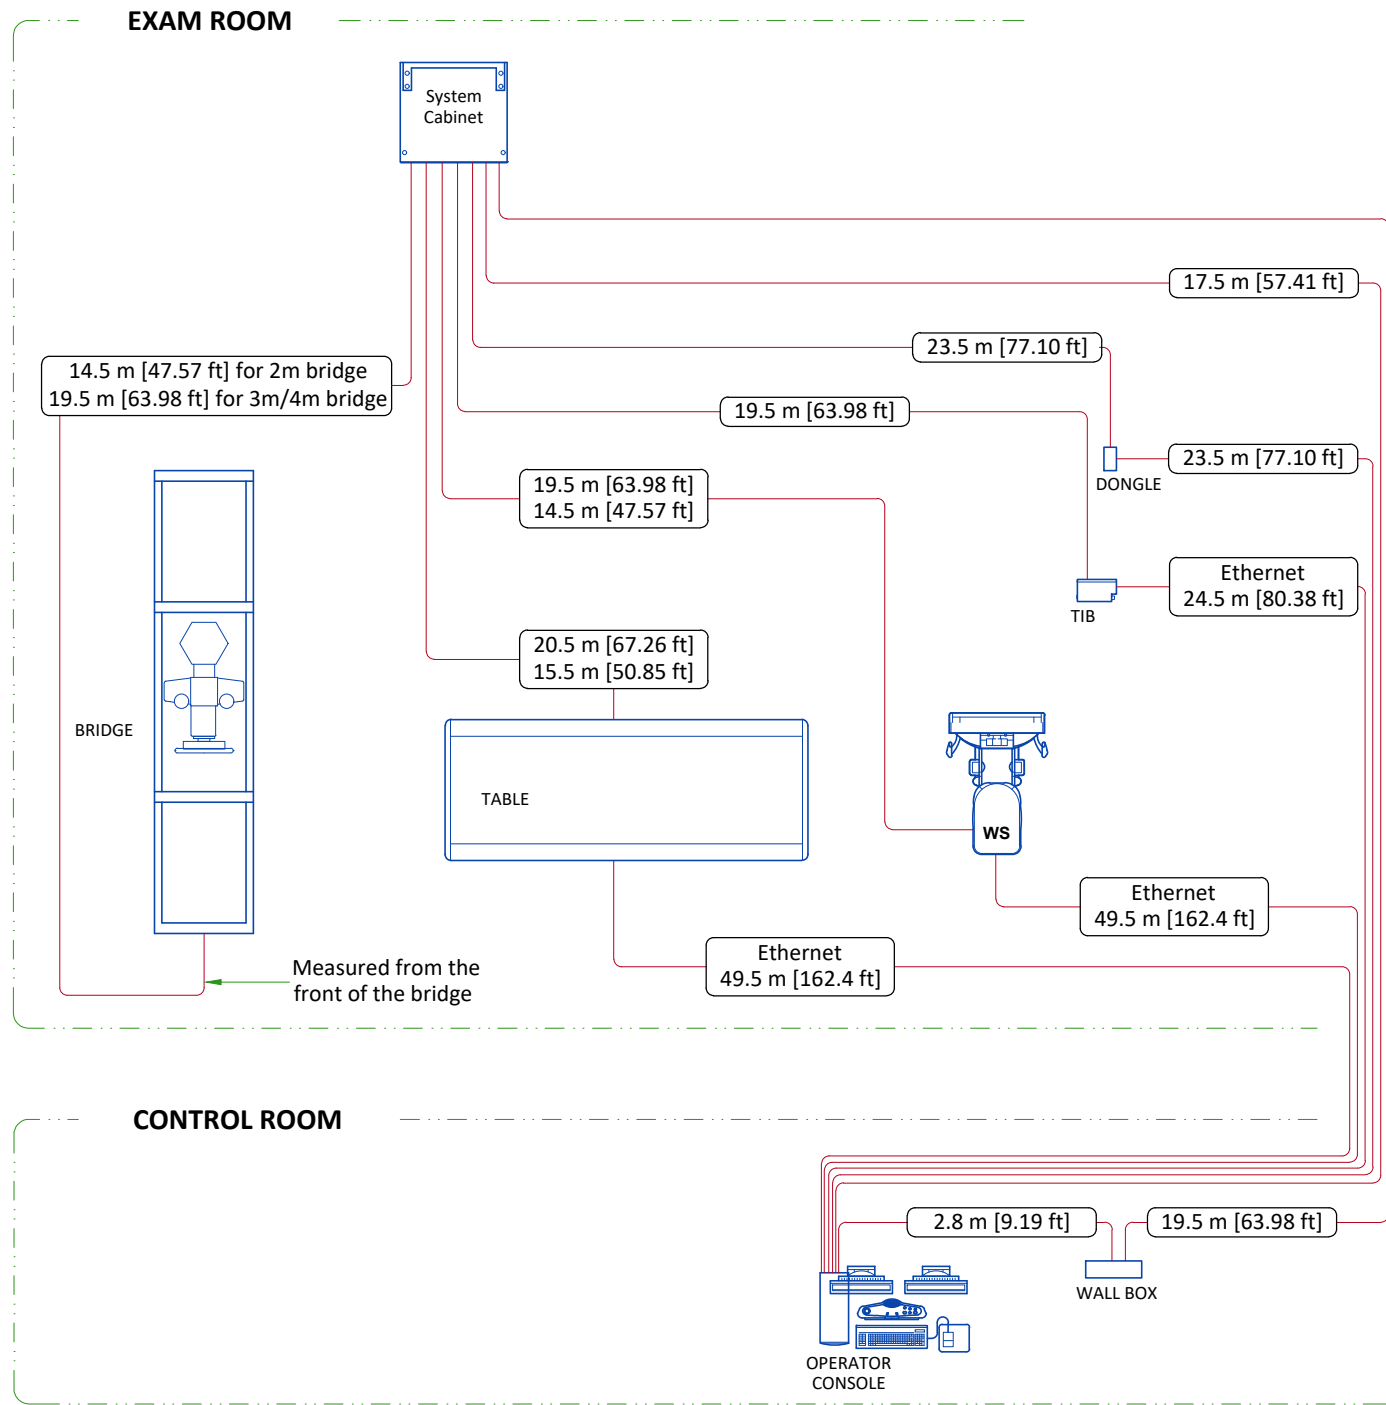 EXAM ROOM
System
Cabinet
17.5 m [57.41 ft]
23.5 m [77.10 ft]
14.5 m [47.57 ft] for 2m bridge
19.5 m [63.98 ft] for 3m/4m bridge
19.5 m [63.98 ft]
23.5 m [77.10 ft]
DONGLE
19.5 m [63.98 ft]
14.5 m [47.57 ft]
Ethernet
24.5 m [80.38 ft]
TIB
20.5 m [67.26 ft]
15.5 m [50.85 ft]
BRIDGE
TABLE
WS
Ethernet
49.5 m [162.4 ft]
Ethernet
49.5 m [162.4 ft]
Measured from the
front of the bridge
CONTROL ROOM
2.8 m [9.19 ft]
19.5 m [63.98 ft]
WALL BOX
OPERATOR
CONSOLE